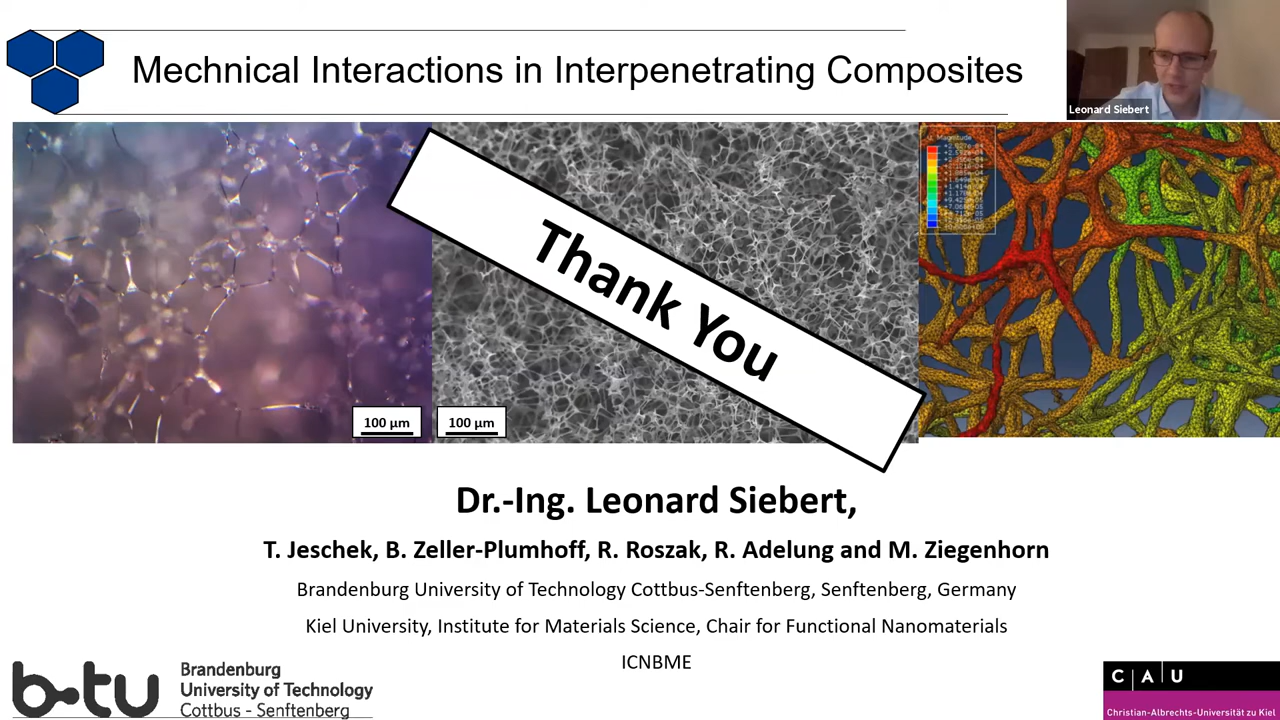 Mechnical Interactions in Interpenetrating Composites
Leonard Siebert
Magnitude
100 µm
100 µm
Thank You
Dr.-Ing. Leonard Siebert,
T. Jeschek, B. Zeller-Plumhoff, R. Roszak, R. Adelung and M. Ziegenhorn
Brandenburg University of Technology Cottbus-Senftenberg, Senftenberg, Germany
Kiel University, Institute for Materials Science, Chair for Functional Nanomaterials
ICNBME
b-tu
Brandenburg
University of Technology
Cottbus - Senftenberg
C A U
Christian-Albrechts-Universität zu Kiel